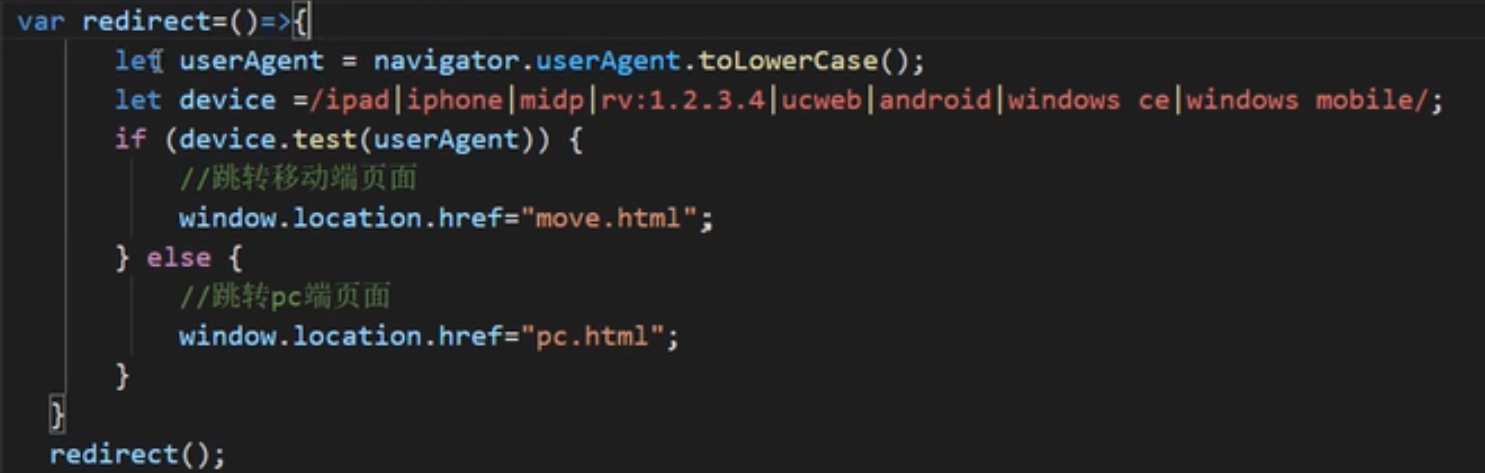 var redirect=()=>{
let userAgent = navigator.userAgent.toLowerCase();
let device =/ipad|iphone|midp|rv:1.2.3.4|ucweb|android|windows ce|windows mobile/;
if (device.test(userAgent)) {
//跳转移动端页面
window.location.href="move.html";
} else {
//跳转pc端页面
window.location.href="pc.html";
}
}
redirect();